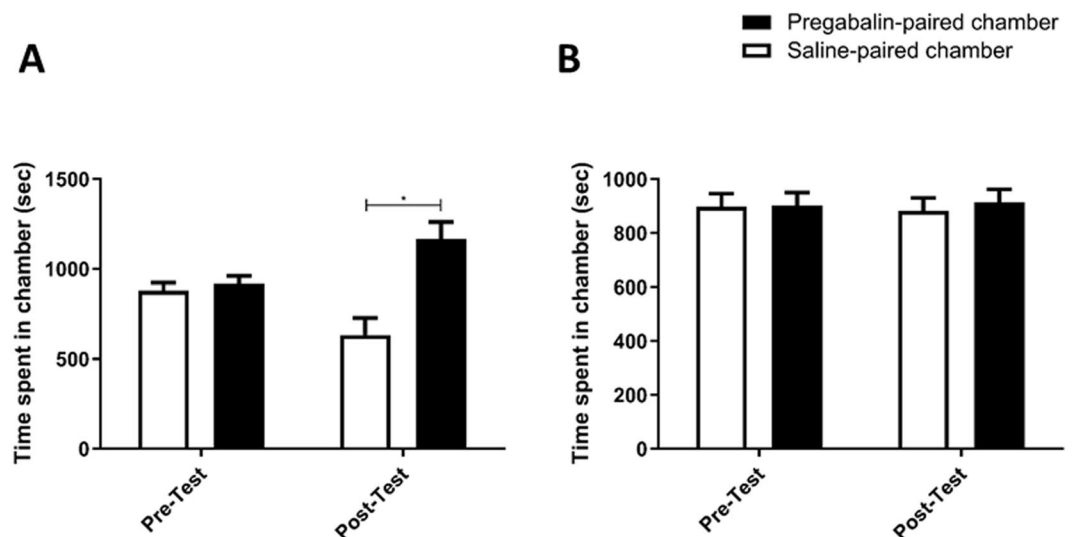 Pregabalin-paired chamber
Saline-paired chamber
A
Time spent in chamber (sec)
1500
1000
500
0
*
Pre-Test
Post-Test
B
Time spent in chamber (sec)
1000
800
600
400
200
0
Pre-Test
Post-Test